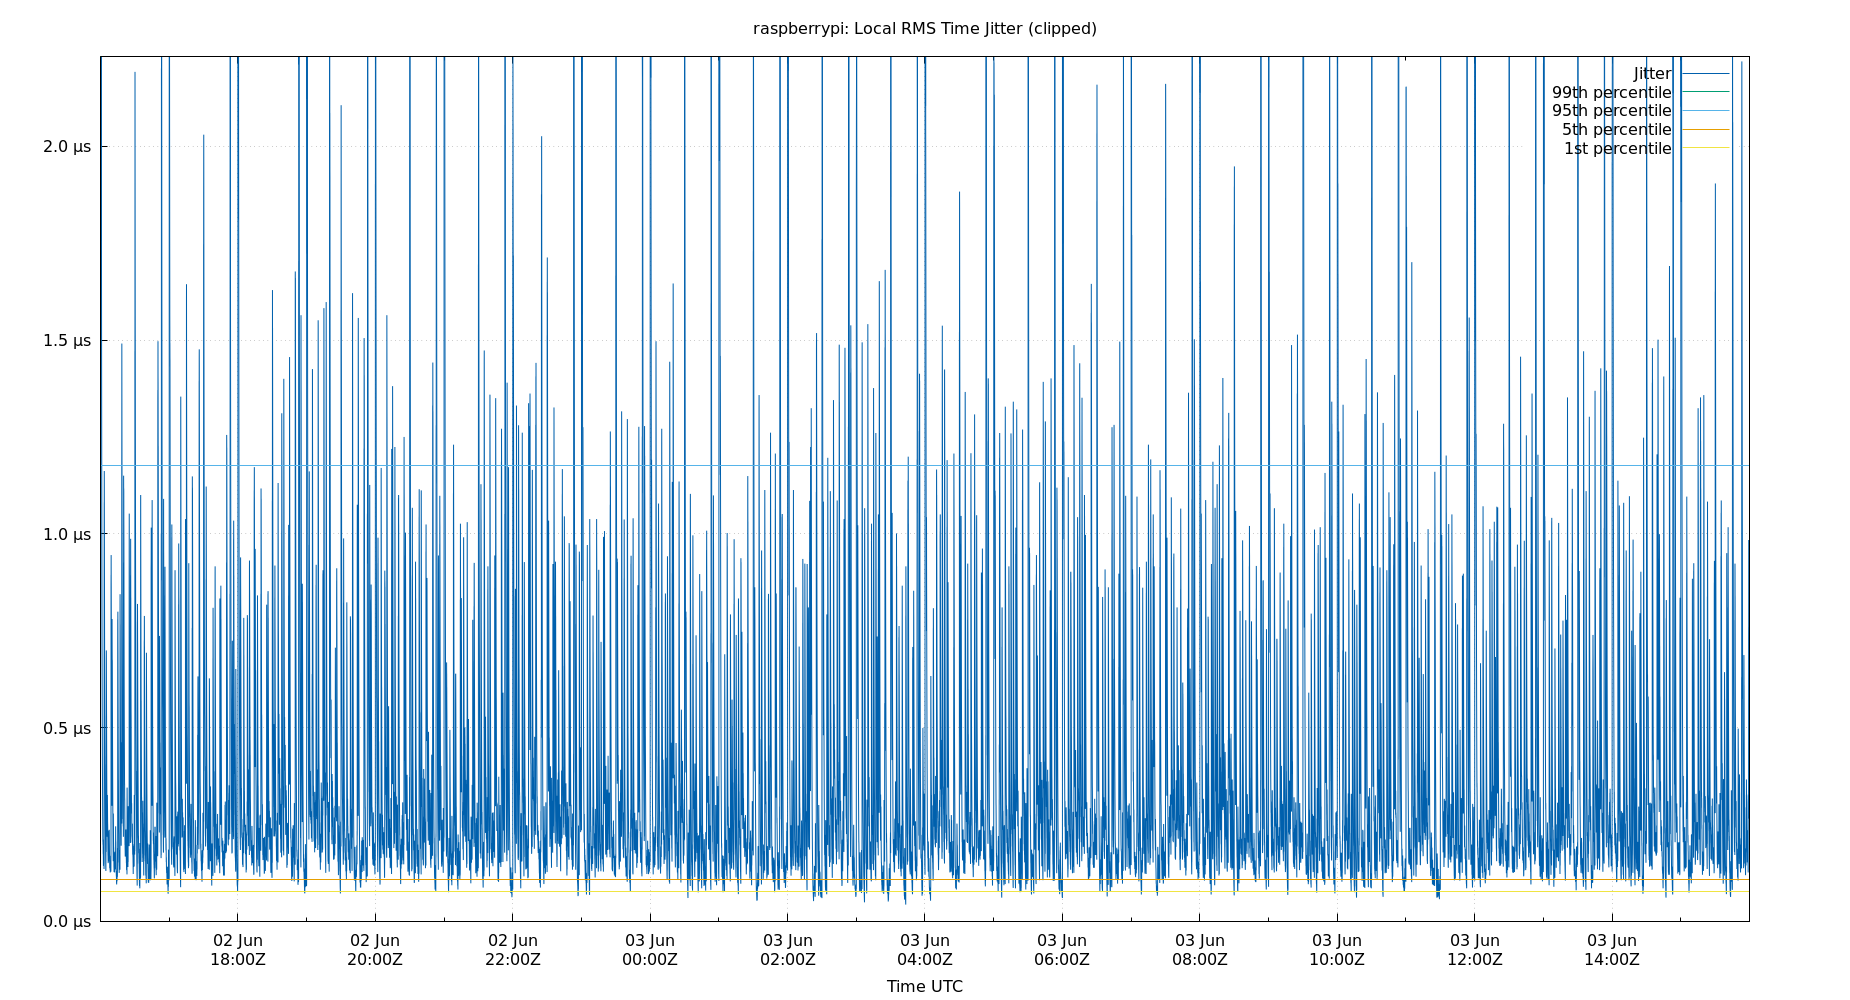 raspberrypi: Local RMS Time Jitter (clipped)
Jitter
99th percentile
95th percentile
5th percentile
1st percentile
2.0 µs
1.5 µs
1.0 µs
0.5 µs
0.0 µs
02 Jun 02 Jun 02 Jun 03 Jun 03 Jun 03 Jun 03 Jun 03 Jun 03 Jun 03 Jun 03 Jun
18:00Z 20:00Z 22:00Z 00:00Z 02:00Z 04:00Z 06:00Z 08:00Z 10:00Z 12:00Z 14:00Z
Time UTC